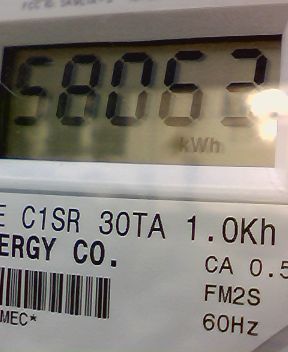 58063
kWh
E C1SR 30TA 1.0Kh
ERGY CO.
CA 0.5
FM2S
MEC*
60Hz